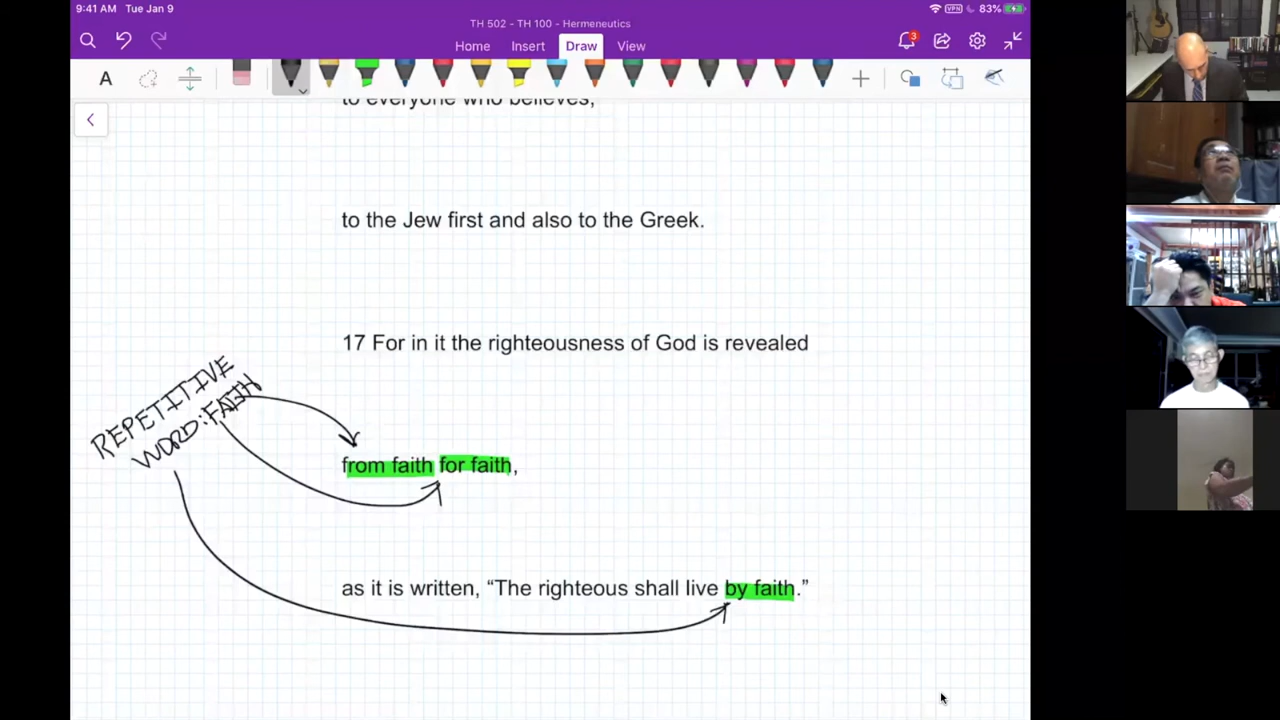 9:41 AM Tue Jan 9
VPN 83%
TH 502 - TH 100 - Hermeneutics
3
Home Insert Draw View
A
to everyone who believes,
to the Jew first and also to the Greek.
17 For in it the righteousness of God is revealed
REPETITIVE
WORD: FAITH
from faith for faith,
as it is written, “The righteous shall live by faith.”